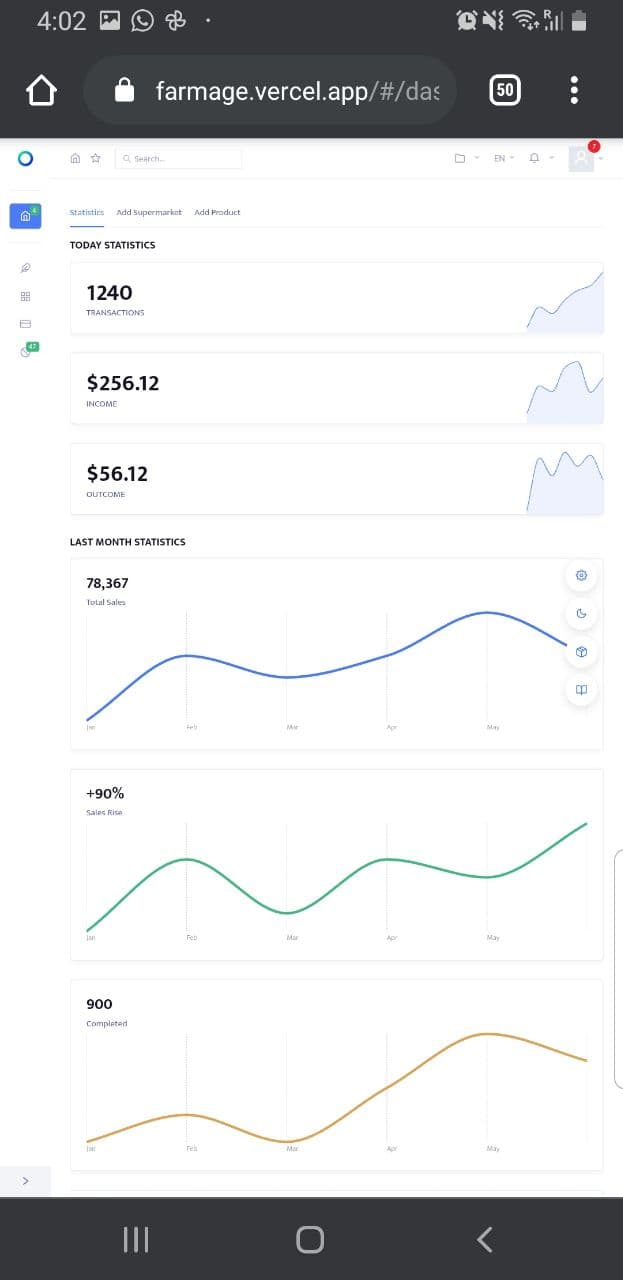 4:02
R
farmage.vercel.app/#/das
50
Search...
EN
7
4
47
Statistics Add Supermarket Add Product
TODAY STATISTICS
1240
TRANSACTIONS
$256.12
INCOME
$56.12
OUTCOME
LAST MONTH STATISTICS
78,367
Total Sales
Jan Feb Mar Apr May
+90%
Sales Rise
Jan Feb Mar Apr May
900
Completed
Jan Feb Mar Apr May